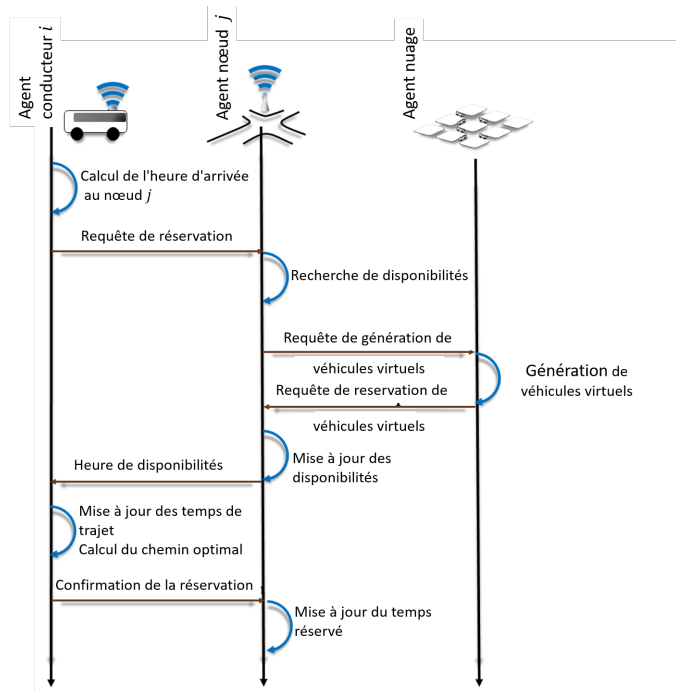 Agent
conducteur i
Agent nœud j
Agent nuage
Calcul de l'heure d'arrivée
au nœud j
Requête de réservation
Recherche de disponibilités
Requête de génération de
véhicules virtuels
Génération de
véhicules virtuels
Requête de reservation de
véhicules virtuels
Mise à jour des
disponibilités
Heure de disponibilités
Mise à jour des temps de
trajet
Calcul du chemin optimal
Confirmation de la réservation
Mise à jour du temps
réservé